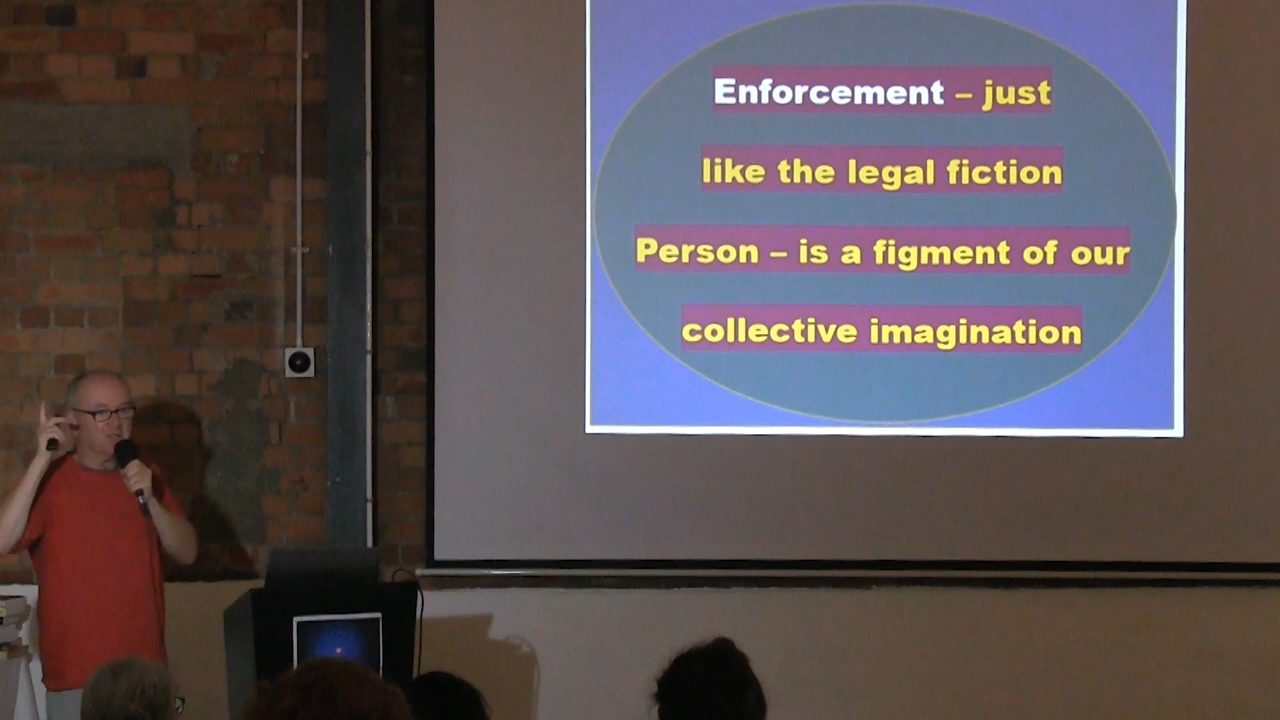 Enforcement – just
like the legal fiction
Person – is a figment of our
collective imagination